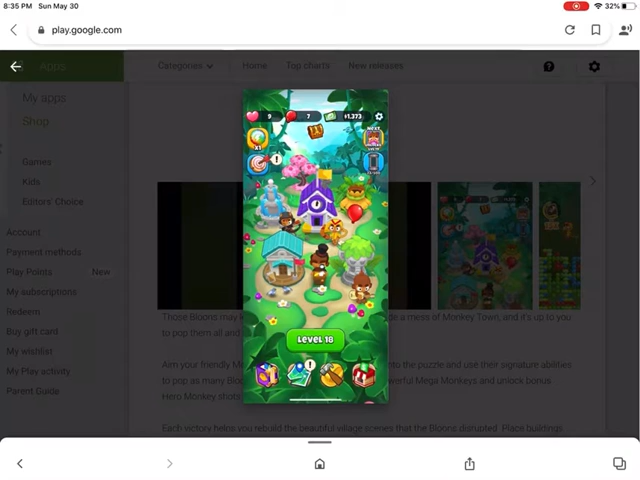 8:35 PM Sun May 30
32%
play.google.com
Apps
Categories
Home
Top charts
New releases
My apps
Shop
Games
Kids
Editors' Choice
Account
Payment methods
Play Points New
My subscriptions
Redeem
Buy gift card
My wishlist
My Play activity
Parent Guide
9
7
$1,373
NEXT
X1
LEVEL 18
Those Bloons may
a mess of Monkey Town, and it's up to you
to pop them all and
Aim your friendly M
into the puzzle and use their signature abilities
to pop as many Bloo
werful Mega Monkeys and unlock bonus
Hero Monkey shots
Each victory helps you rebuild the beautiful village scenes that the Bloons disrupted. Place buildings